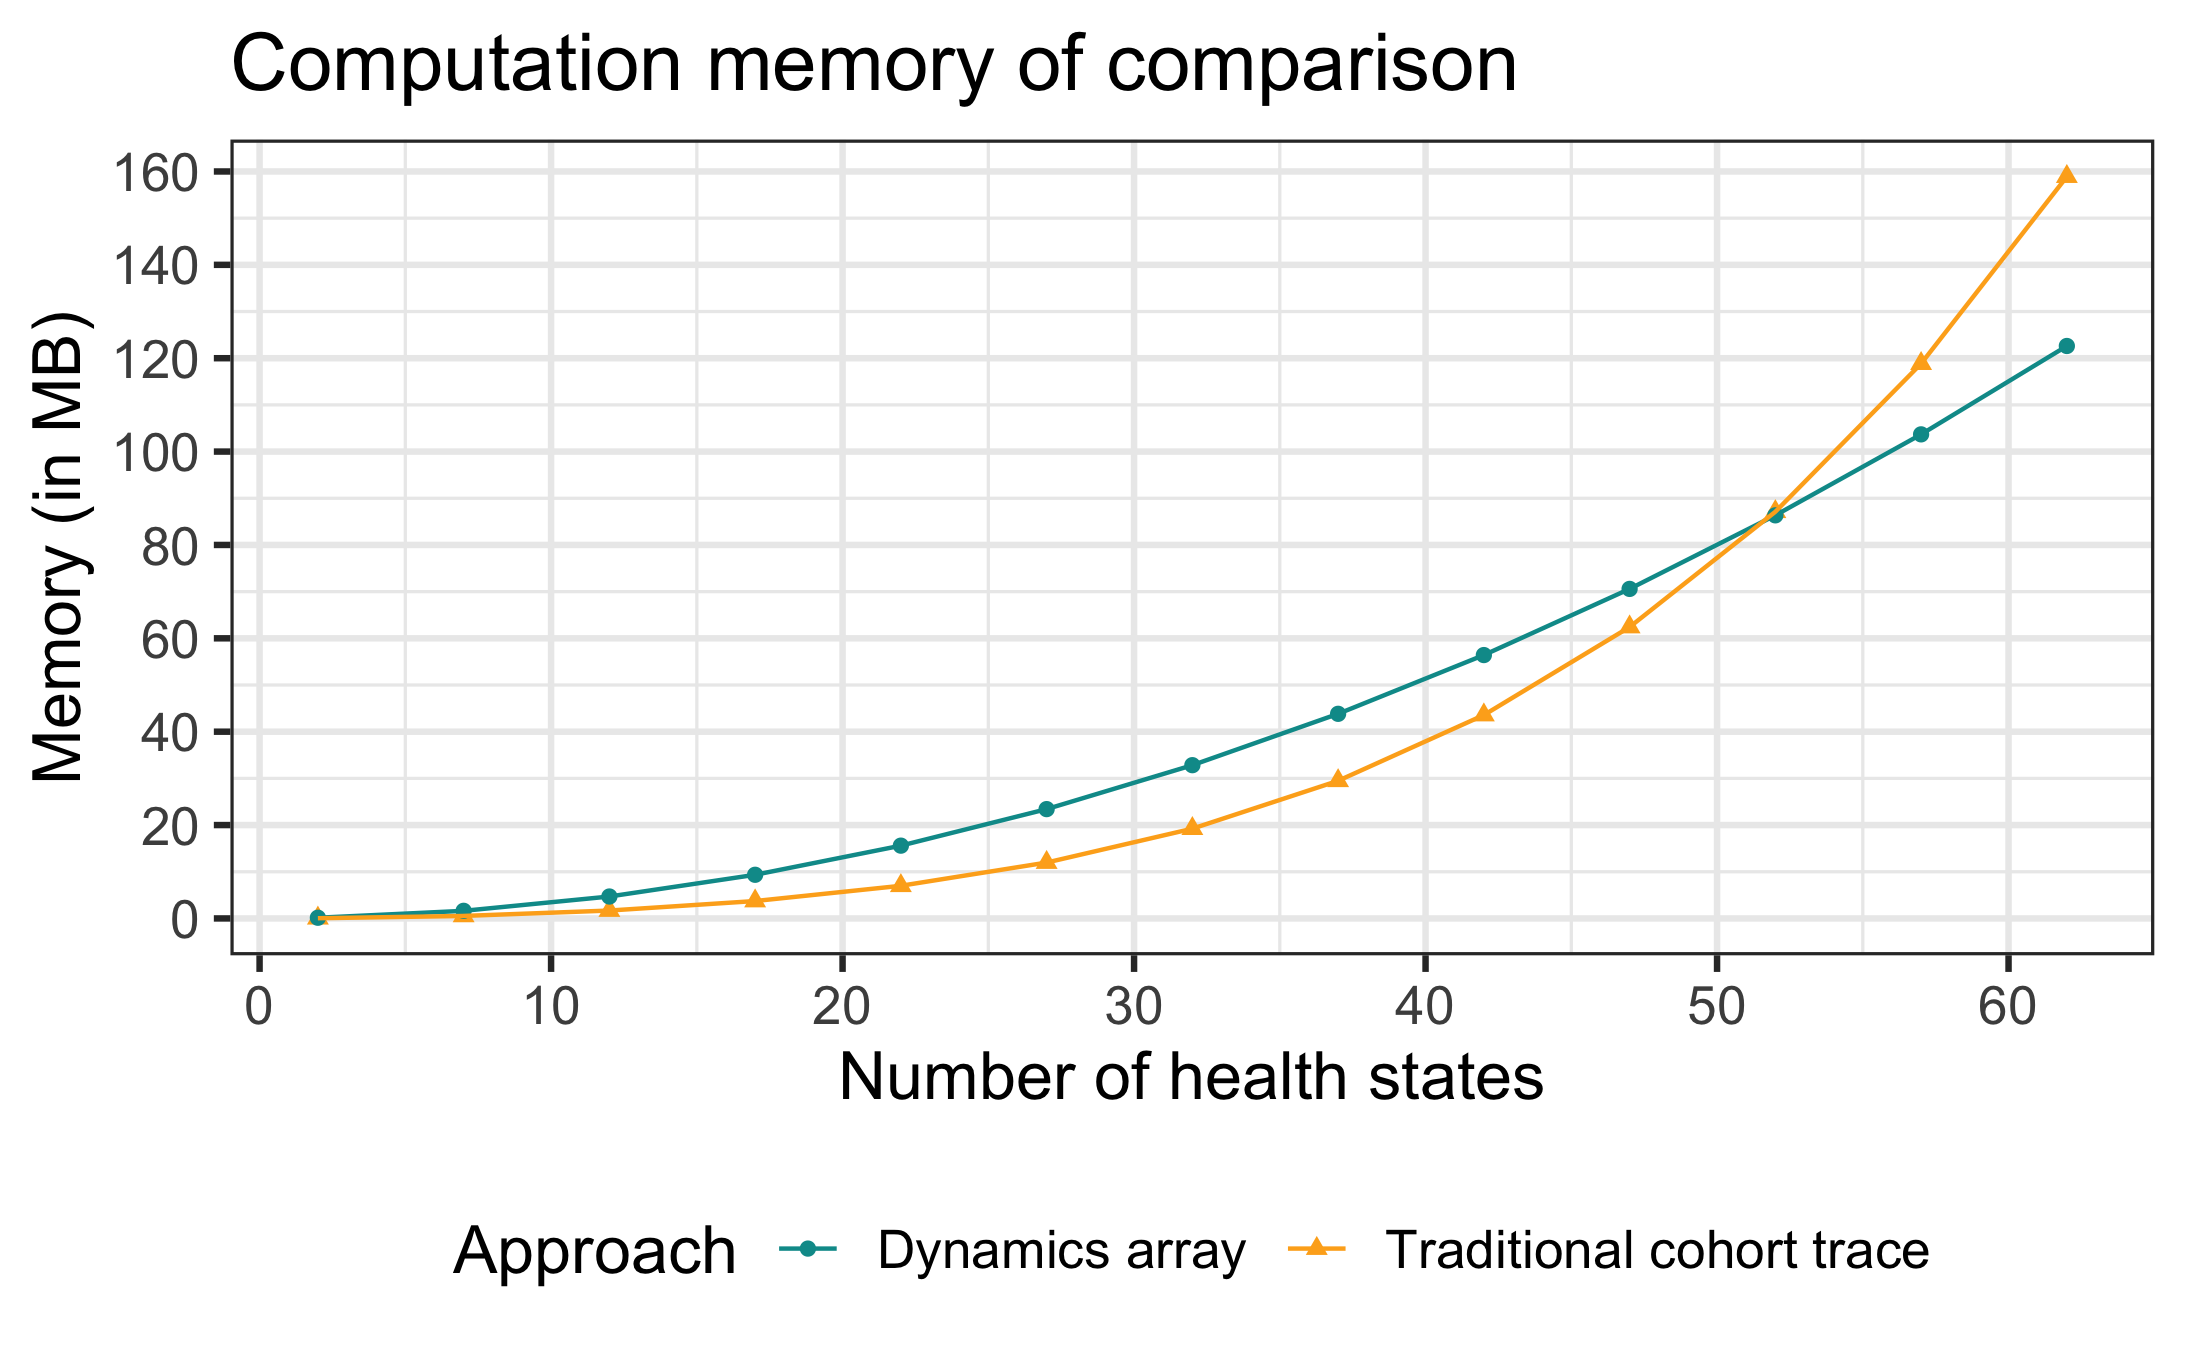 Computation memory of comparison
160
140
120
100
80
60
40
20
0
Memory (in MB)
0 10 20 30 40 50 60
Number of health states
Approach Dynamics array Traditional cohort trace